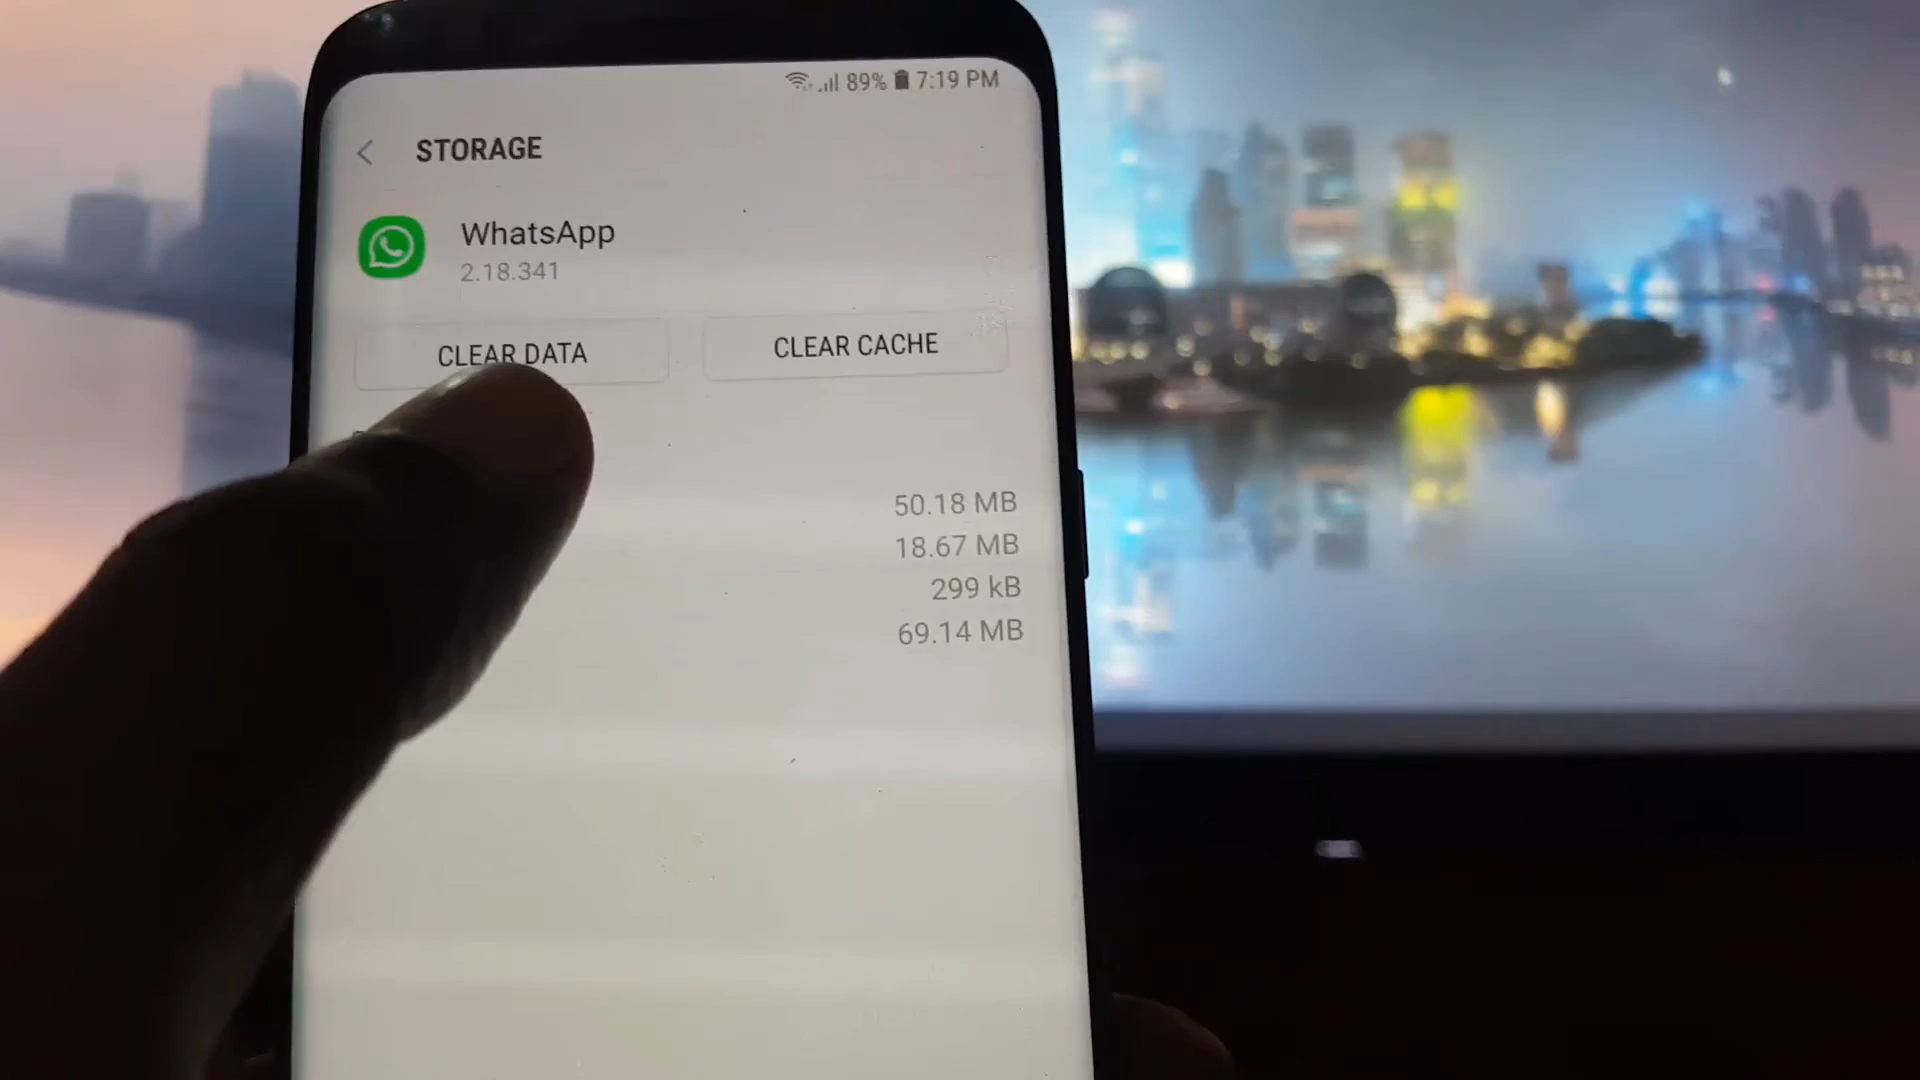 89% 7:19 PM
STORAGE
WhatsApp
2.18.341
CLEAR DATA
CLEAR CACHE
50.18 MB
18.67 MB
299 kB
69.14 MB